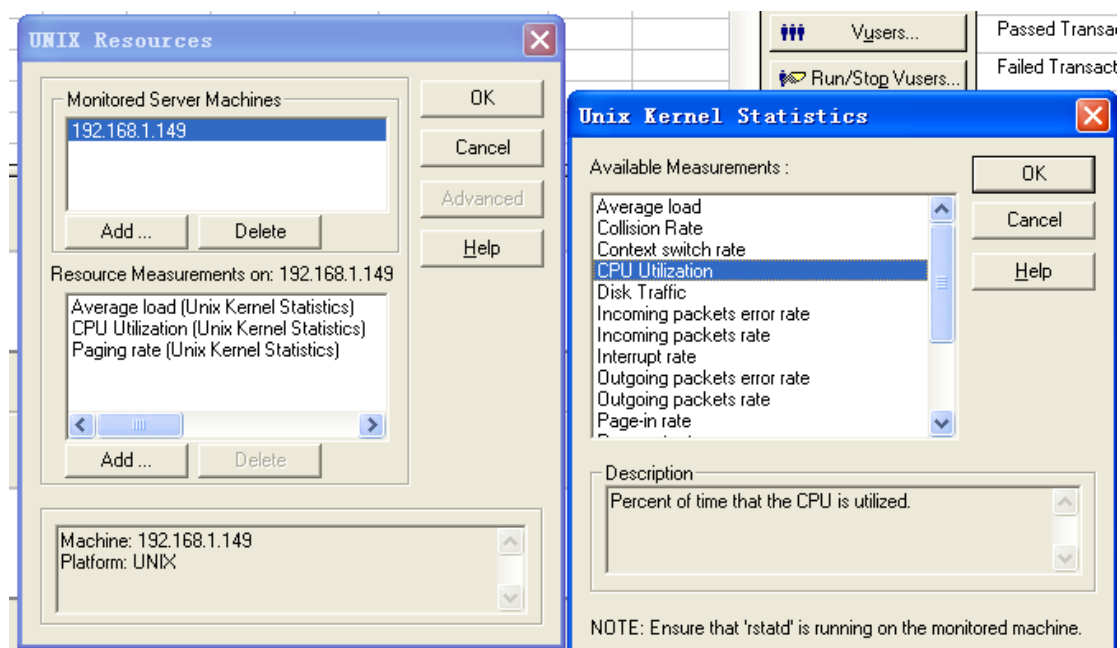 Vusers...
Passed Transac
Run/Stop Vusers...
Failed Transact
UNIX Resources
Monitored Server Machines
192.168.1.149
Add ...
Delete
OK
Cancel
Advanced
Help
Resource Measurements on: 192.168.1.149
Average load (Unix Kernel Statistics)
CPU Utilization (Unix Kernel Statistics)
Paging rate (Unix Kernel Statistics)
Add ...
Delete
Machine: 192.168.1.149
Platform: UNIX
Unix Kernel Statistics
Available Measurements :
Average load
Collision Rate
Context switch rate
CPU Utilization
Disk Traffic
Incoming packets error rate
Incoming packets rate
Interrupt rate
Outgoing packets error rate
Outgoing packets rate
Page-in rate
OK
Cancel
Help
Description
Percent of time that the CPU is utilized.
NOTE: Ensure that 'rstatd' is running on the monitored machine.